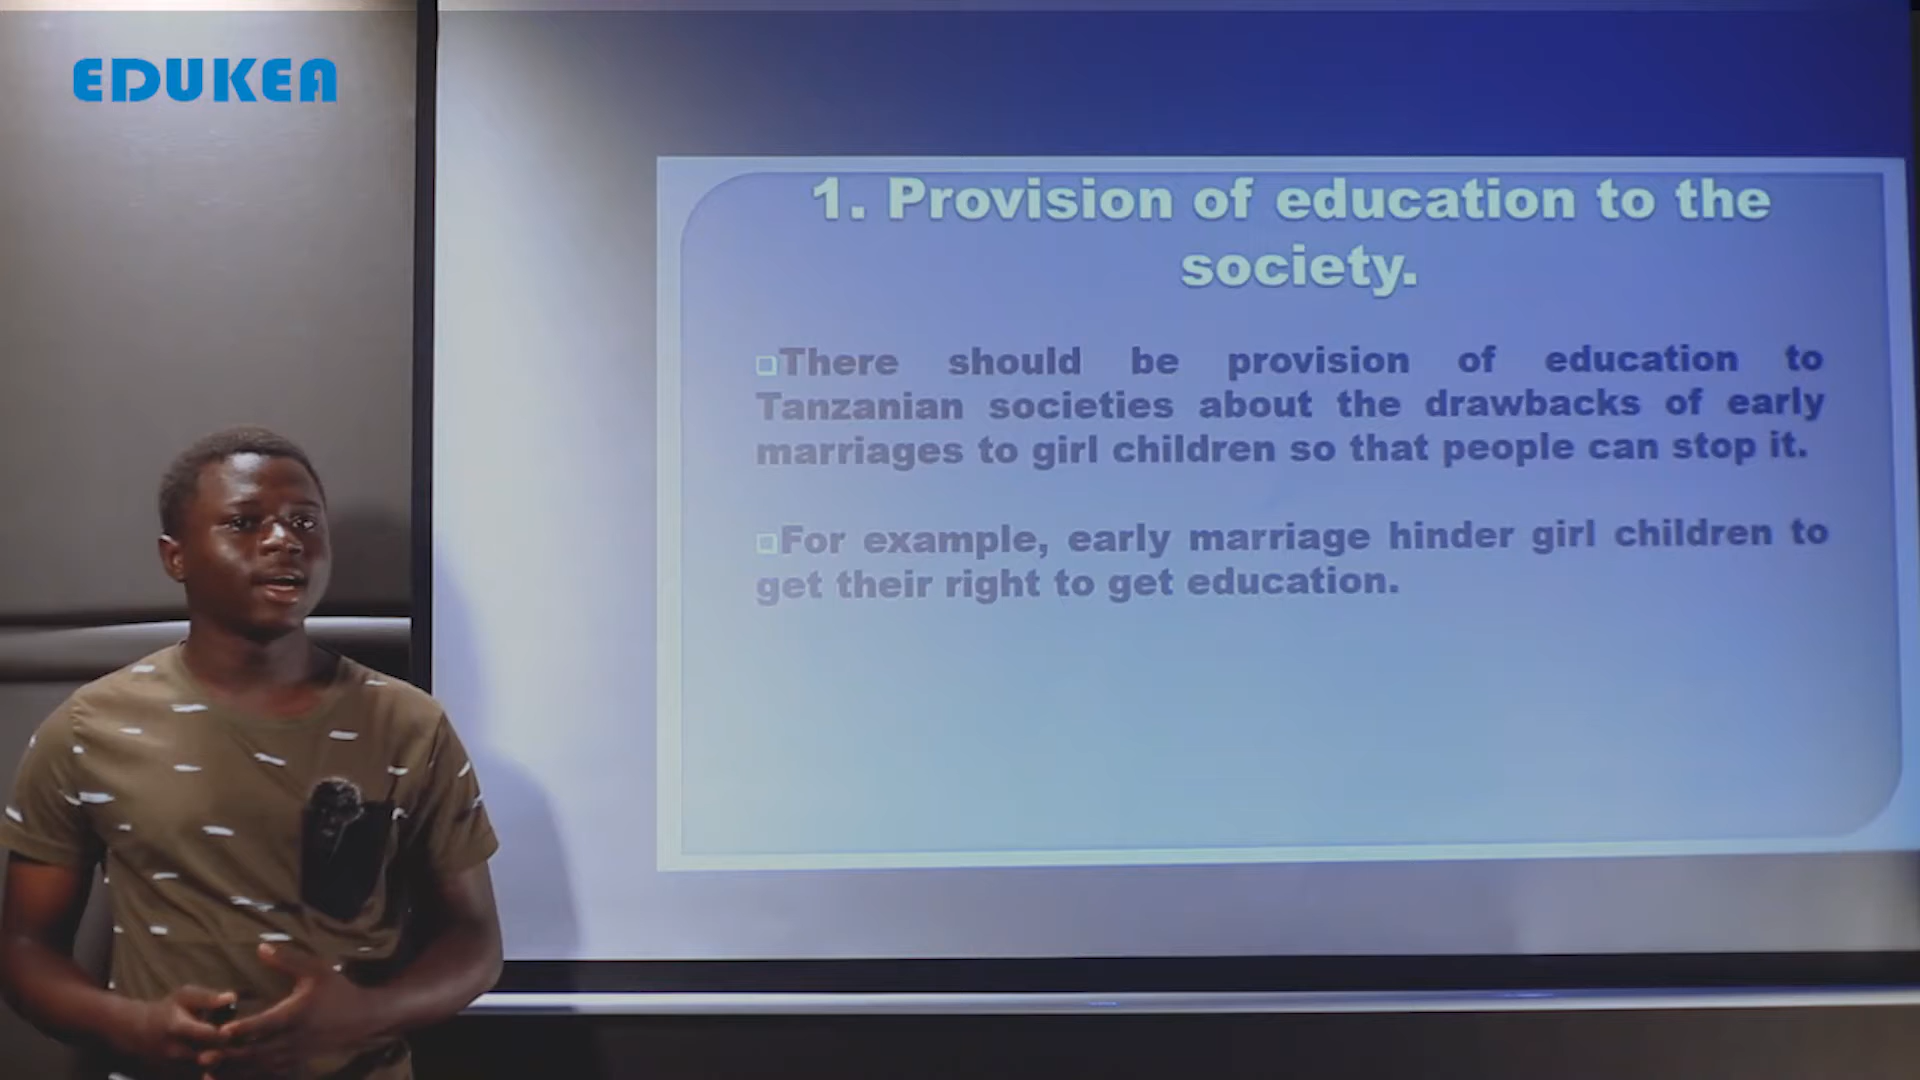 EDUKEA
1. Provision of education to the
society.
There should be provision of education to
Tanzanian societies about the drawbacks of early
marriages to girl children so that people can stop it.
For example, early marriage hinder girl children to
get their right to get education.